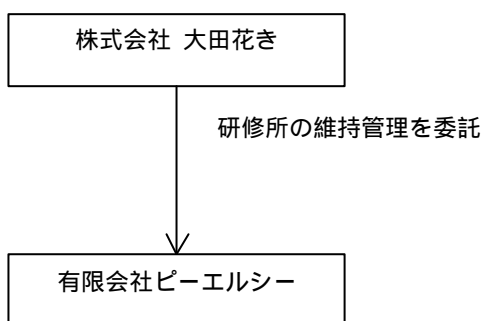 株式会社 大田花き
研修所の維持管理を委託
有限会社ピーエルシー